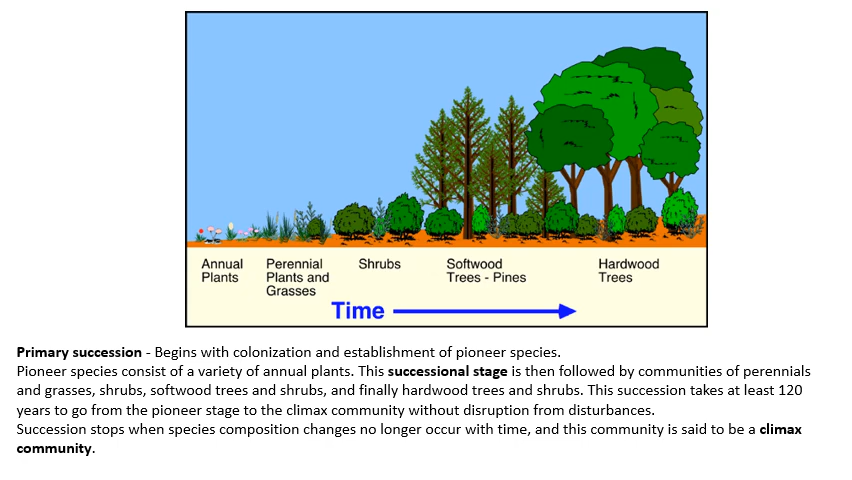 Annual Plants
Perennial Plants and Grasses
Shrubs
Softwood Trees - Pines
Hardwood Trees
Time
Primary succession - Begins with colonization and establishment of pioneer species.
Pioneer species consist of a variety of annual plants. This successional stage is then followed by communities of perennials
and grasses, shrubs, softwood trees and shrubs, and finally hardwood trees and shrubs. This succession takes at least 120
years to go from the pioneer stage to the climax community without disruption from disturbances.
Succession stops when species composition changes no longer occur with time, and this community is said to be a climax
community.